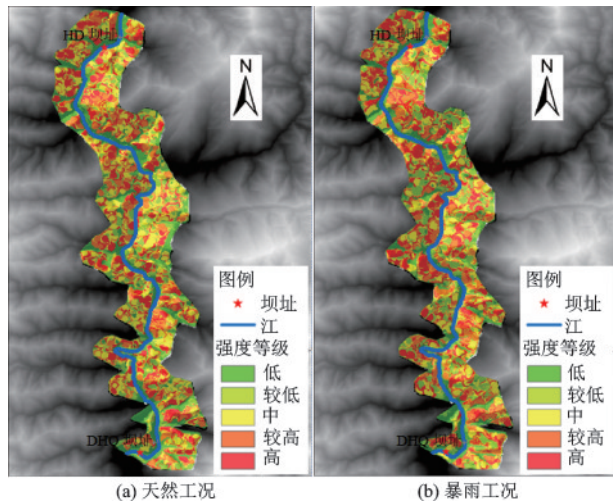 HD 坝址
N
图例
坝址
江
强度等级
低
较低
中
较高
高
DHQ 坝址
(a) 天然工况
HD 坝址
N
图例
坝址
江
强度等级
低
较低
中
较高
高
DHQ 坝址
(b) 暴雨工况